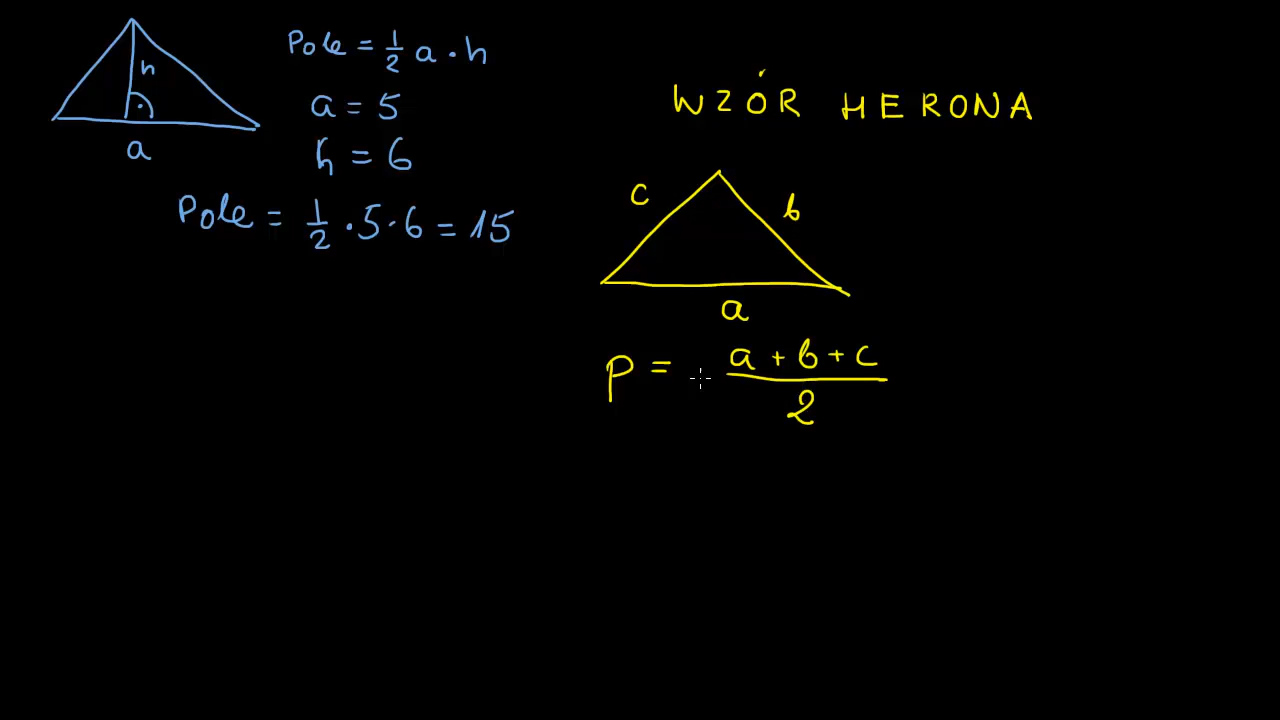 h
a
Pole = 1/2 a · h
a = 5
h = 6
Pole = 1/2 · 5 · 6 = 15
WZÓR HERONA
c
b
a
p = a + b + c / 2